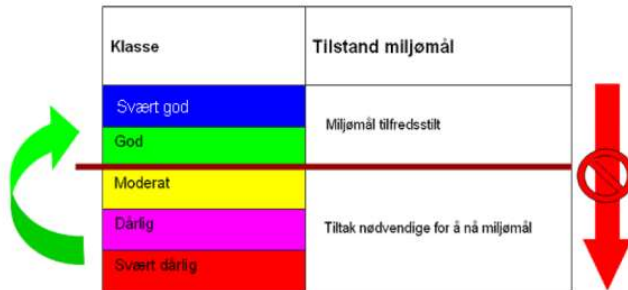 Klasse
Tilstand miljømål
Svært god
Miljømål tilfredsstilt
God
Moderat
Dårlig
Tiltak nødvendige for å nå miljømål
Svært dårlig